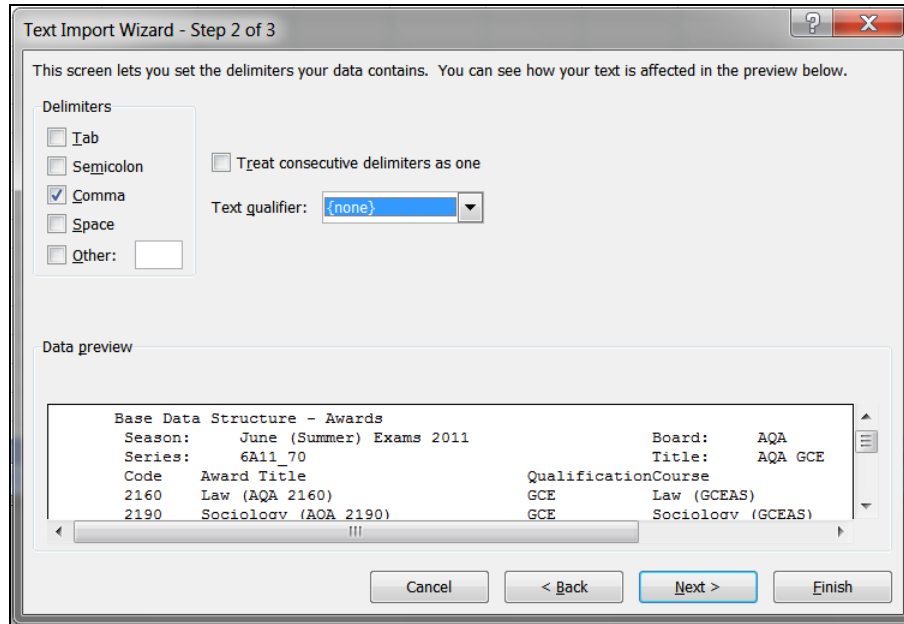 Text Import Wizard - Step 2 of 3
This screen lets you set the delimiters your data contains. You can see how your text is affected in the preview below.
Delimiters
Tab
Semicolon
Comma
Space
Other:
Treat consecutive delimiters as one
Text qualifier: {none}
Data preview
Base Data Structure - Awards
Season: June (Summer) Exams 2011 Board: AQA
Series: 6A11_70 Title: AQA GCE
Code Award Title QualificationCourse
2160 Law (AQA 2160) GCE Law (GCEAS)
2190 Sociology (AQA 2190) GCE Sociology (GCEAS)
Cancel < Back Next > Finish